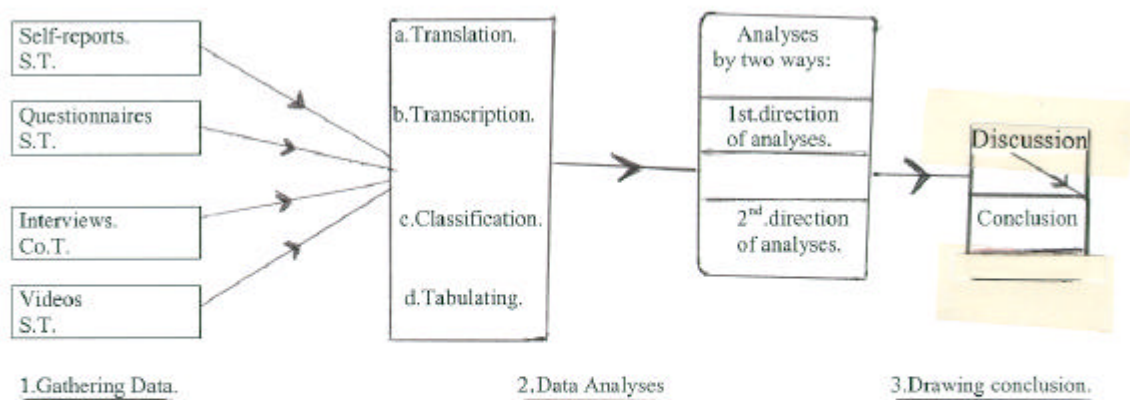 Self-reports.
S.T.
Questionnaires
S.T.
Interviews.
Co.T.
Videos
S.T.
a.Translation.
b.Transcription.
c.Classification.
d.Tabulating.
Analyses
by two ways:
1st.direction
of analyses.
2nd.direction
of analyses.
Discussion
Conclusion
1.Gathering Data.
2.Data Analyses
3.Drawing conclusion.